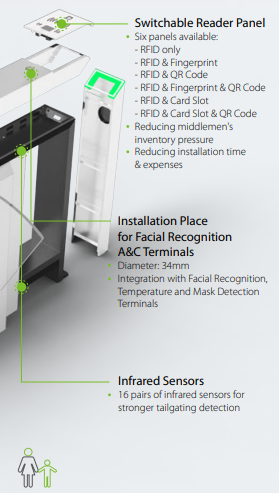 Switchable Reader Panel
• Six panels available:
- RFID only
- RFID & Fingerprint
- RFID & QR Code
- RFID & Fingerprint & QR Code
- RFID & Card Slot
- RFID & Card Slot & QR Code
• Reducing middlemen's
inventory pressure
• Reducing installation time
& expenses
Installation Place
for Facial Recognition
A&C Terminals
• Diameter: 34mm
• Integration with Facial Recognition,
Temperature and Mask Detection
Terminals
Infrared Sensors
• 16 pairs of infrared sensors for
stronger tailgating detection